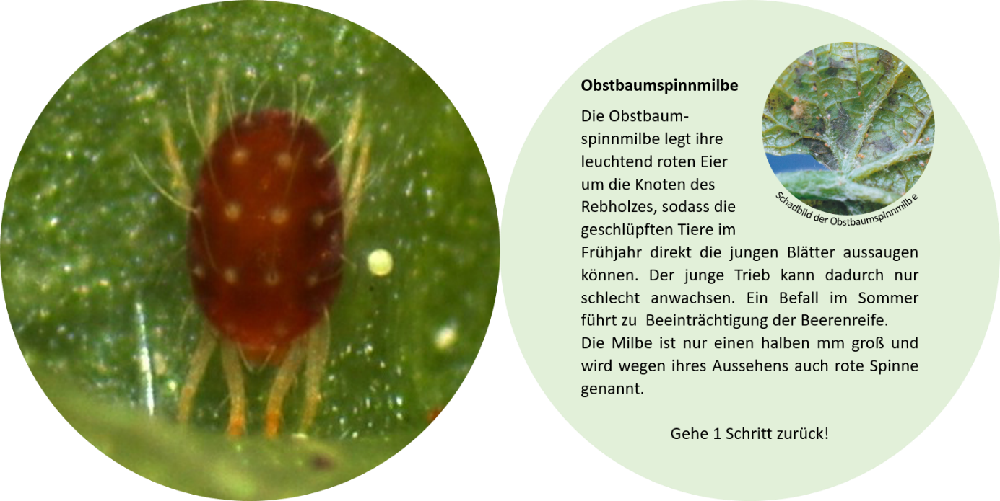 Obstbaumspinnmilbe
Die Obstbaum-
spinnmilbe legt ihre
leuchtend roten Eier
um die Knoten des
Rebholzes, sodass die
geschlüpften Tiere im
Frühjahr direkt die jungen Blätter aussaugen
können. Der junge Trieb kann dadurch nur
schlecht anwachsen. Ein Befall im Sommer
führt zu Beeinträchtigung der Beerenreife.
Die Milbe ist nur einen halben mm groß und
wird wegen ihres Aussehens auch rote Spinne
genannt.
Schadbild der Obstbaumspinnmilbe
Gehe 1 Schritt zurück!